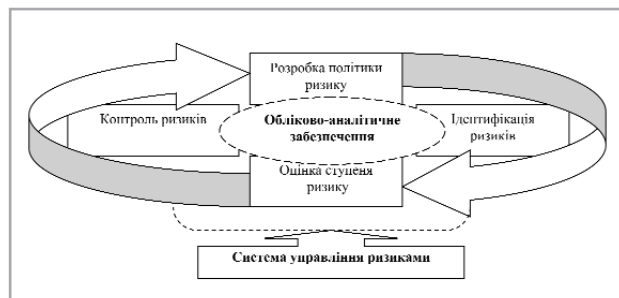 Розробка політики
ризику
Контроль ризиків
Обліково-аналітичне
забезпечення
Ідентифікація
ризиків
Оцінка ступеня
ризику
Система управління ризиками